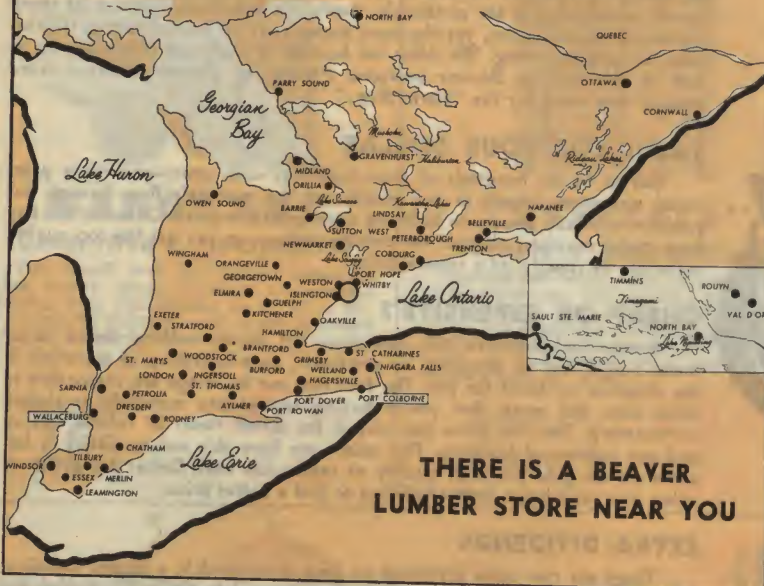 NORTH BAY
QUEBEC
OTTAWA
PARRY SOUND
CORNWALL
Georgian
Bay
Muskoka
GRAVENHURST
Haliburton
Rideau Lakes
Lake Huron
MIDLAND
ORILLIA
OWEN SOUND
BARRIE
Lake Simcoe
Kawartha Lakes
LINDSAY
NAPANEE
SUTTON WEST
PETERBOROUGH
BELLEVILLE
TRENTON
NEWMARKET
WINGHAM
ORANGEVILLE
Lake Scugog
COBOURG
PORT HOPE
GEORGETOWN
WESTON
WHITBY
ELMIRA
ISLINGTON
GUELPH
Lake Ontario
KITCHENER
EXETER
OAKVILLE
STRATFORD
HAMILTON
ST. MARYS
WOODSTOCK
BRANTFORD
GRIMSBY
ST CATHARINES
LONDON
INGERSOLL
BURFORD
WELLAND
NIAGARA FALLS
SARNIA
PETROLIA
ST. THOMAS
HAGERSVILLE
WALLACEBURG
DRESDEN
AYLMER
PORT DOVER
PORT COLBORNE
RODNEY
PORT ROWAN
CHATHAM
WINDSOR
TILBURY
MERLIN
Lake Erie
ESSEX
LEAMINGTON
TIMMINS
Timagami
ROUYN
VAL D'OR
SAULT STE. MARIE
NORTH BAY
Lake Nipissing
THERE IS A BEAVER
LUMBER STORE NEAR YOU